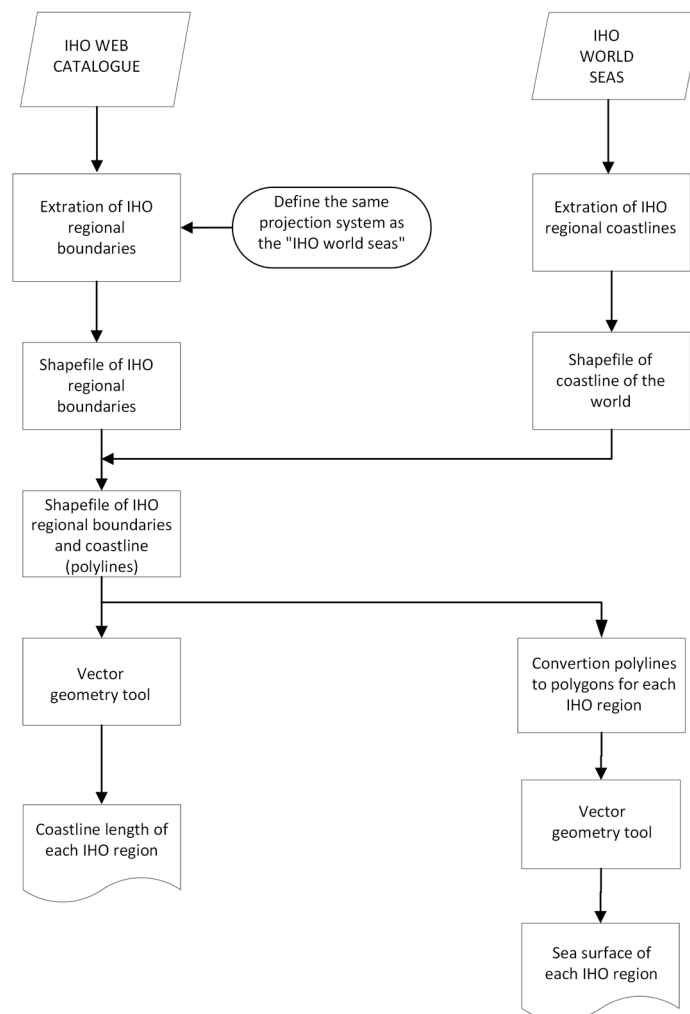 IHO WEB
CATALOGUE
IHO
WORLD
SEAS
Extration of IHO
regional
boundaries
Define the same
projection system as
the "IHO world seas"
Extration of IHO
regional coastlines
Shapefile of IHO
regional
boundaries
Shapefile of
coastline of the
world
Shapefile of IHO
regional boundaries
and coastline
(polylines)
Vector
geometry tool
Convertion polylines
to polygons for each
IHO region
Coastline length of
each IHO region
Vector
geometry tool
Sea surface of
each IHO region